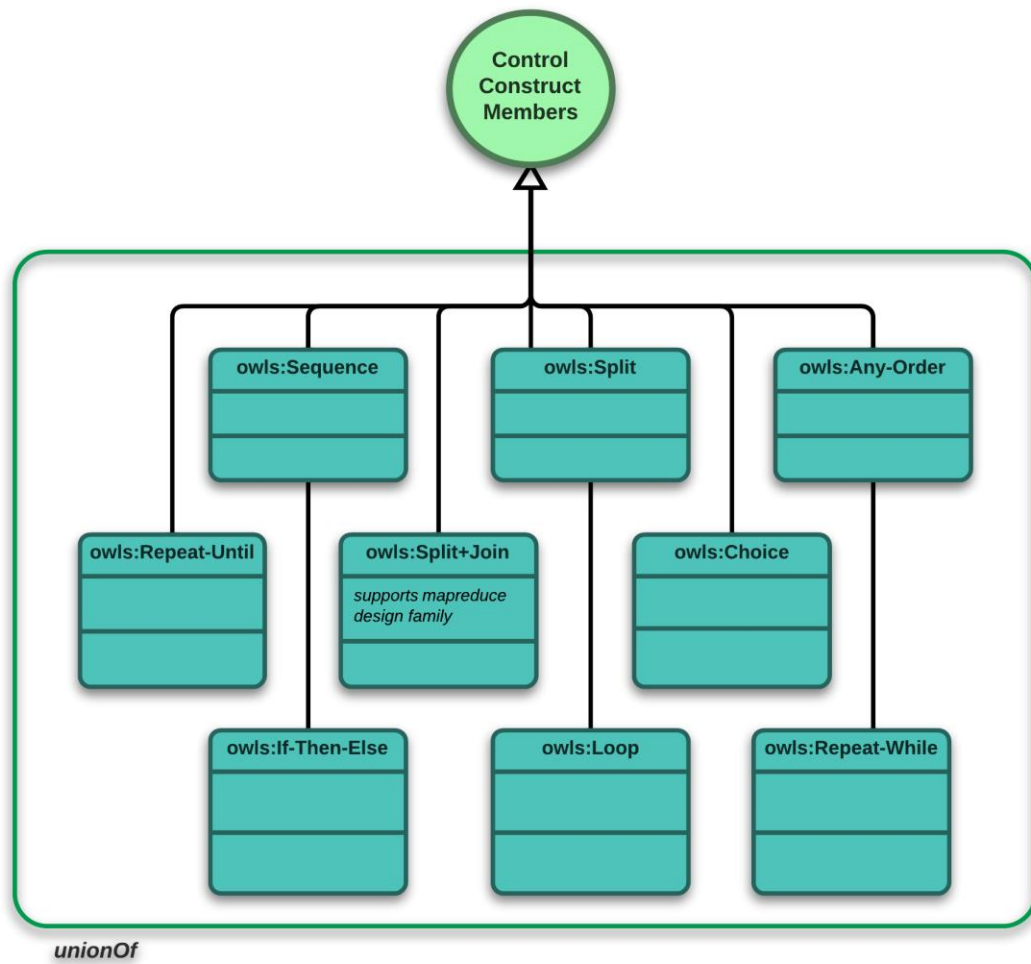 Control
Construct
Members
owls:Sequence
owls:Split
owls:Any-Order
owls:Repeat-Until
owls:Split+Join
supports mapreduce
design family
owls:Choice
owls:If-Then-Else
owls:Loop
owls:Repeat-While
unionOf